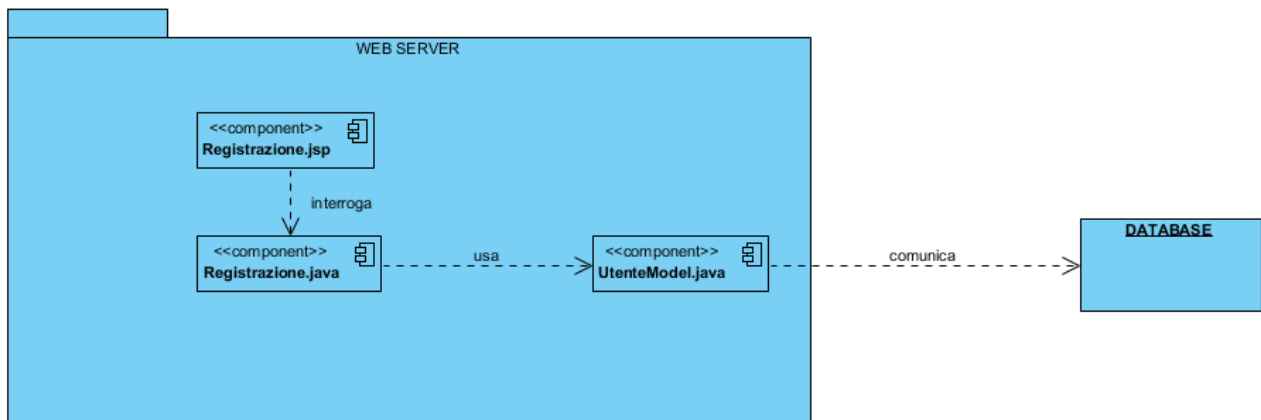 WEB SERVER
<<component>>
Registrazione.jsp
interroga
<<component>>
Registrazione.java
usa
<<component>>
UtenteModel.java
comunica
DATABASE